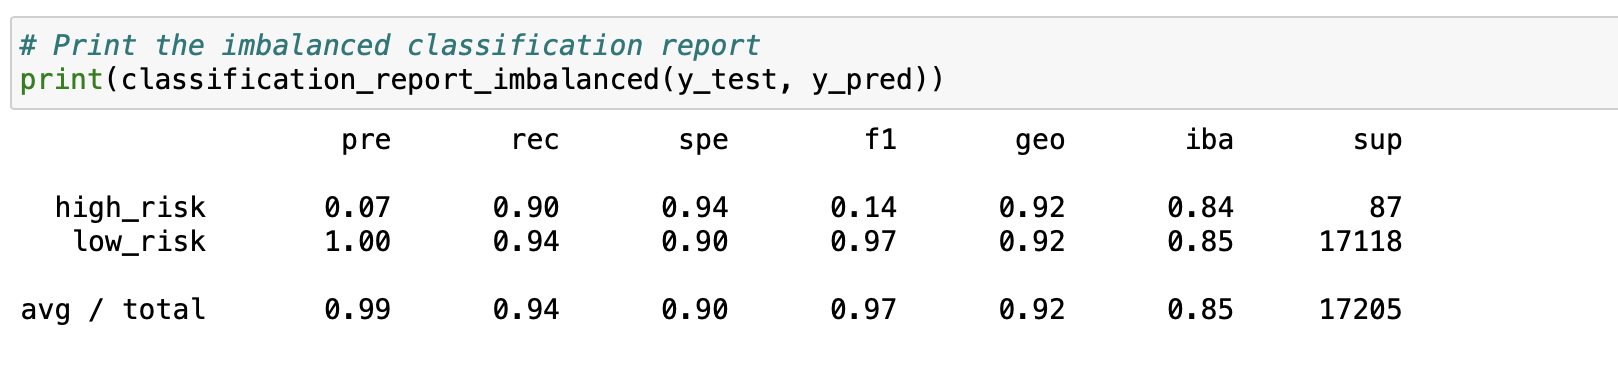 # Print the imbalanced classification report
print(classification_report_imbalanced(y_test, y_pred))
pre rec spe f1 geo iba sup
high_risk 0.07 0.90 0.94 0.14 0.92 0.84 87
low_risk 1.00 0.94 0.90 0.97 0.92 0.85 17118
avg / total 0.99 0.94 0.90 0.97 0.92 0.85 17205